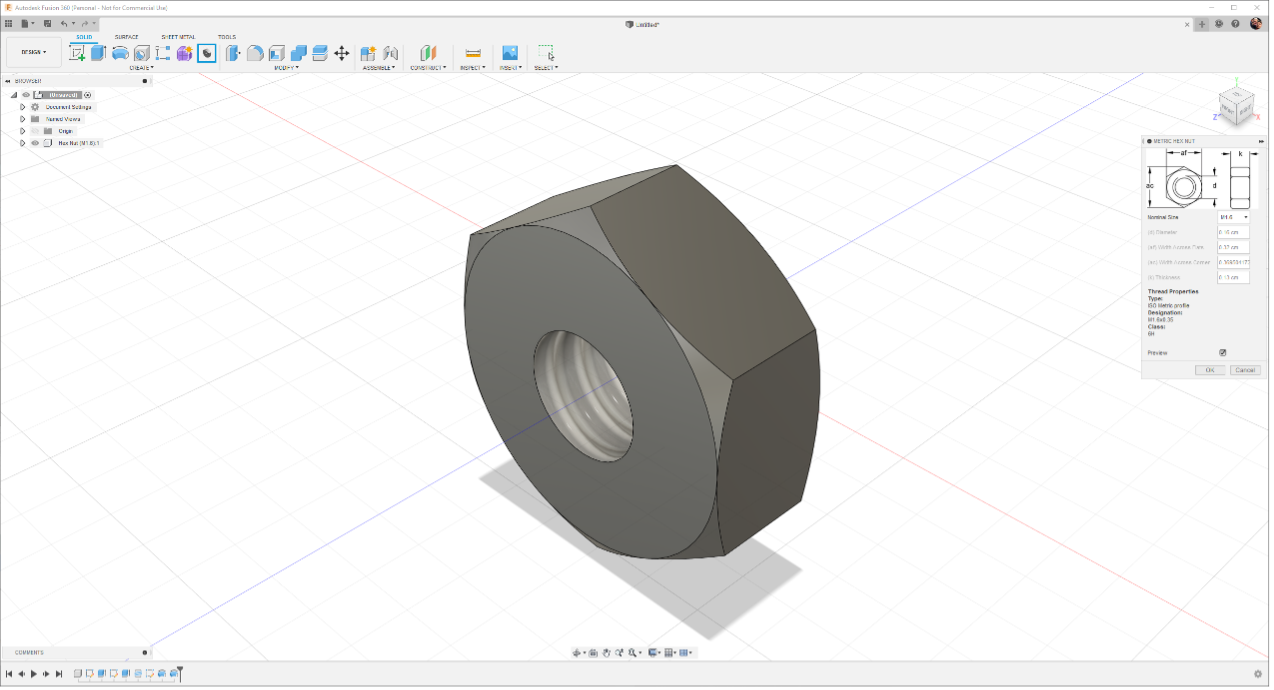 Autodesk Fusion 360 (Personal - Not for Commercial Use)
Untitled*
SOLID SURFACE SHEET METAL TOOLS
DESIGN
CREATE MODIFY ASSEMBLE CONSTRUCT INSPECT INSERT SELECT
BROWSER
(Unsaved)
Document Settings
Named Views
Origin
Hex Nut (M1.6):1
Z X
METRIC HEX NUT
af k
ac d
Nominal Size M1.6
(d) Diameter 0.16 cm
(af) Width Across Flats 0.32 cm
(ac) Width Across Corner
(k) Thickness 0.13 cm
Thread Properties
Type:
ISO Metric profile
Designation:
M1.6x0.35
Class:
6H
Preview
OK Cancel
COMMENTS